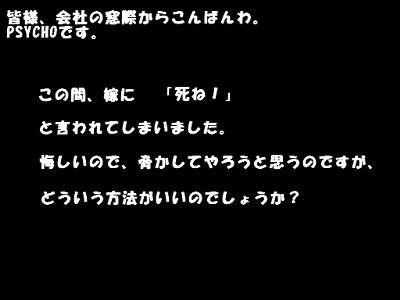 皆様、会社の窓際からこんばんわ。
PSYCHOです。
この間、嫁に 「死ね!」
と言われてしまいました。
悔しいので、脅かしてやろうと思うのですが、
どういう方法がいいのでしょうか?